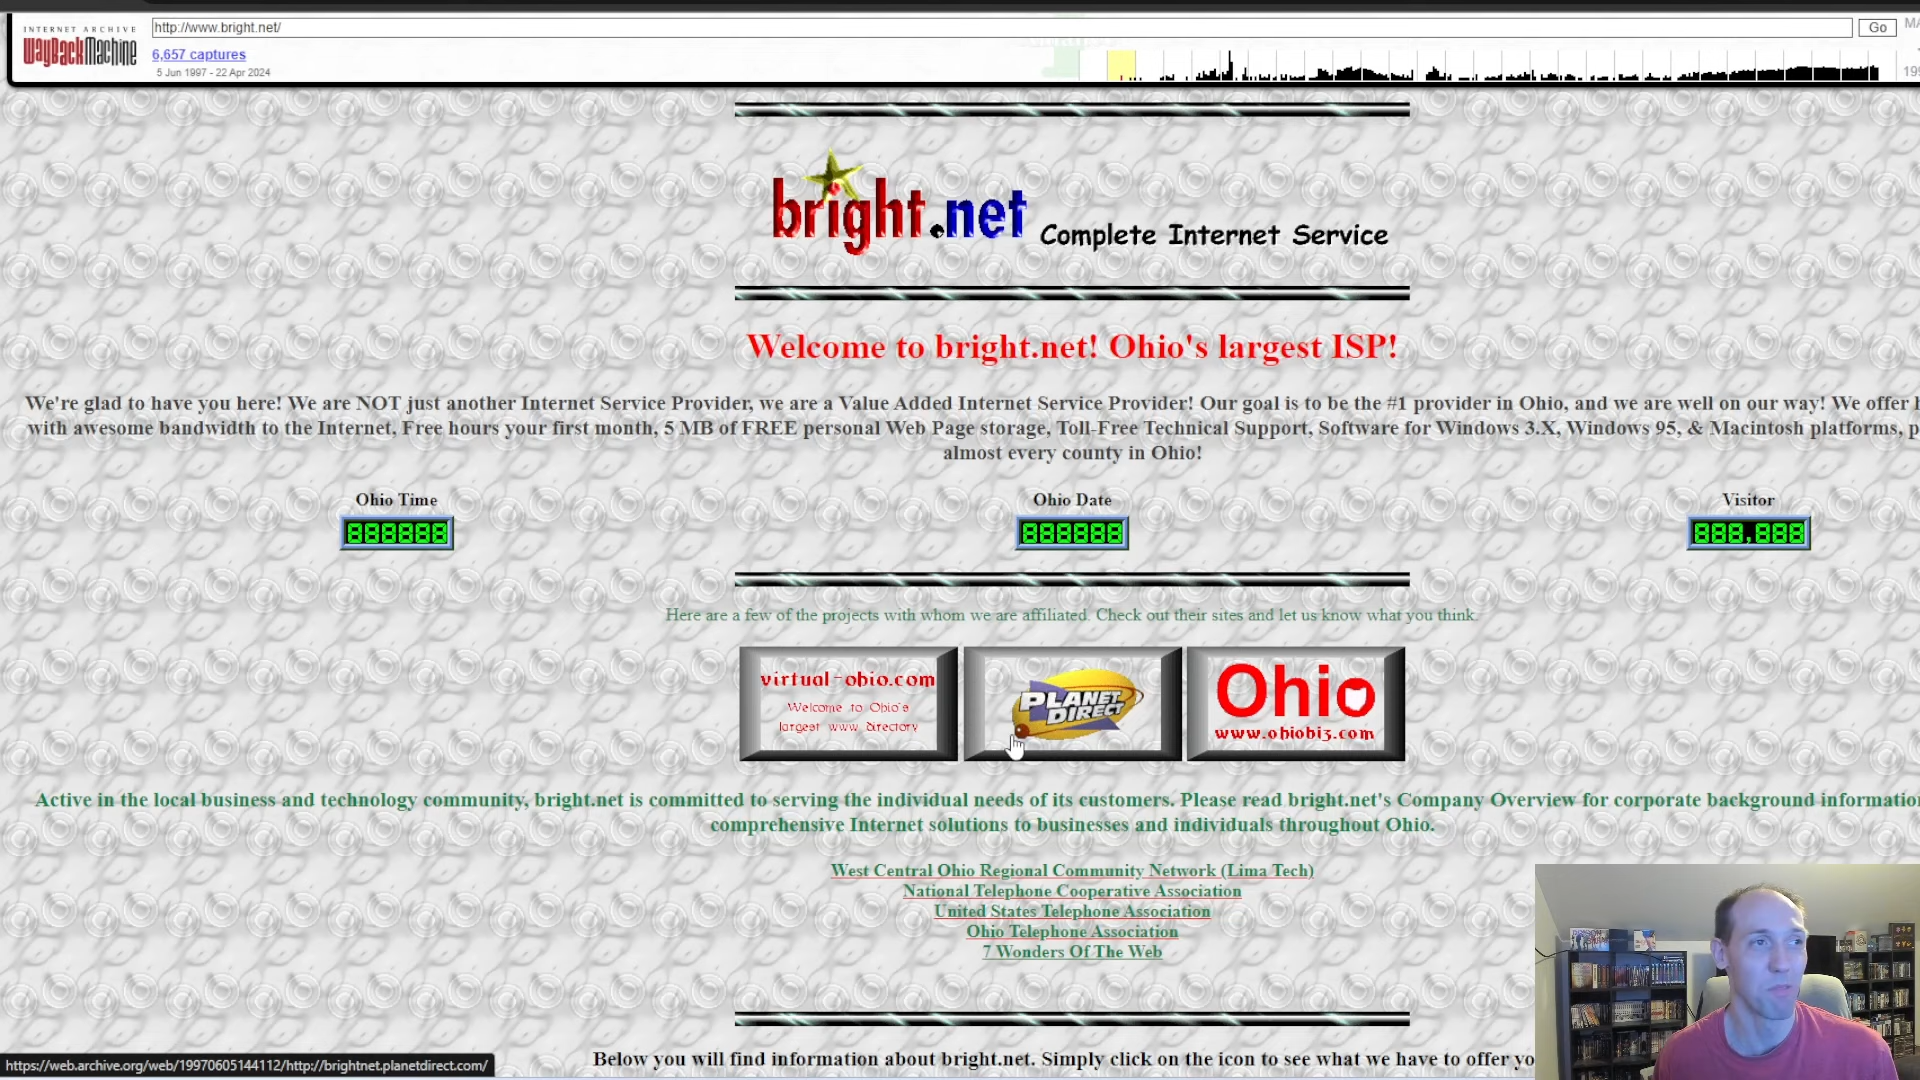 INTERNET ARCHIVE
WayBackMachine
http://www.bright.net/
Go
6,657 captures
5 Jun 1997 - 22 Apr 2024
bright.net Complete Internet Service
Welcome to bright.net! Ohio's largest ISP!
We're glad to have you here! We are NOT just another Internet Service Provider, we are a Value Added Internet Service Provider! Our goal is to be the #1 provider in Ohio, and we are well on our way! We offer
with awesome bandwidth to the Internet, Free hours your first month, 5 MB of FREE personal Web Page storage, Toll-Free Technical Support, Software for Windows 3.X, Windows 95, & Macintosh platforms,
almost every county in Ohio!
Ohio Time
Ohio Date
Visitor
888888
888888
888,888
Here are a few of the projects with whom we are affiliated. Check out their sites and let us know what you think.
virtual-ohio.com
Welcome to Ohio's
largest www directory
PLANET
DIRECT
Ohio
www.ohiobiz.com
Active in the local business and technology community, bright.net is committed to serving the individual needs of its customers. Please read bright.net's Company Overview for corporate background information
comprehensive Internet solutions to businesses and individuals throughout Ohio.
West Central Ohio Regional Community Network (Lima Tech)
National Telephone Cooperative Association
United States Telephone Association
Ohio Telephone Association
7 Wonders Of The Web
Below you will find information about bright.net. Simply click on the icon to see what we have to offer yo
https://web.archive.org/web/19970605144112/http://brightnet.planetdirect.com/